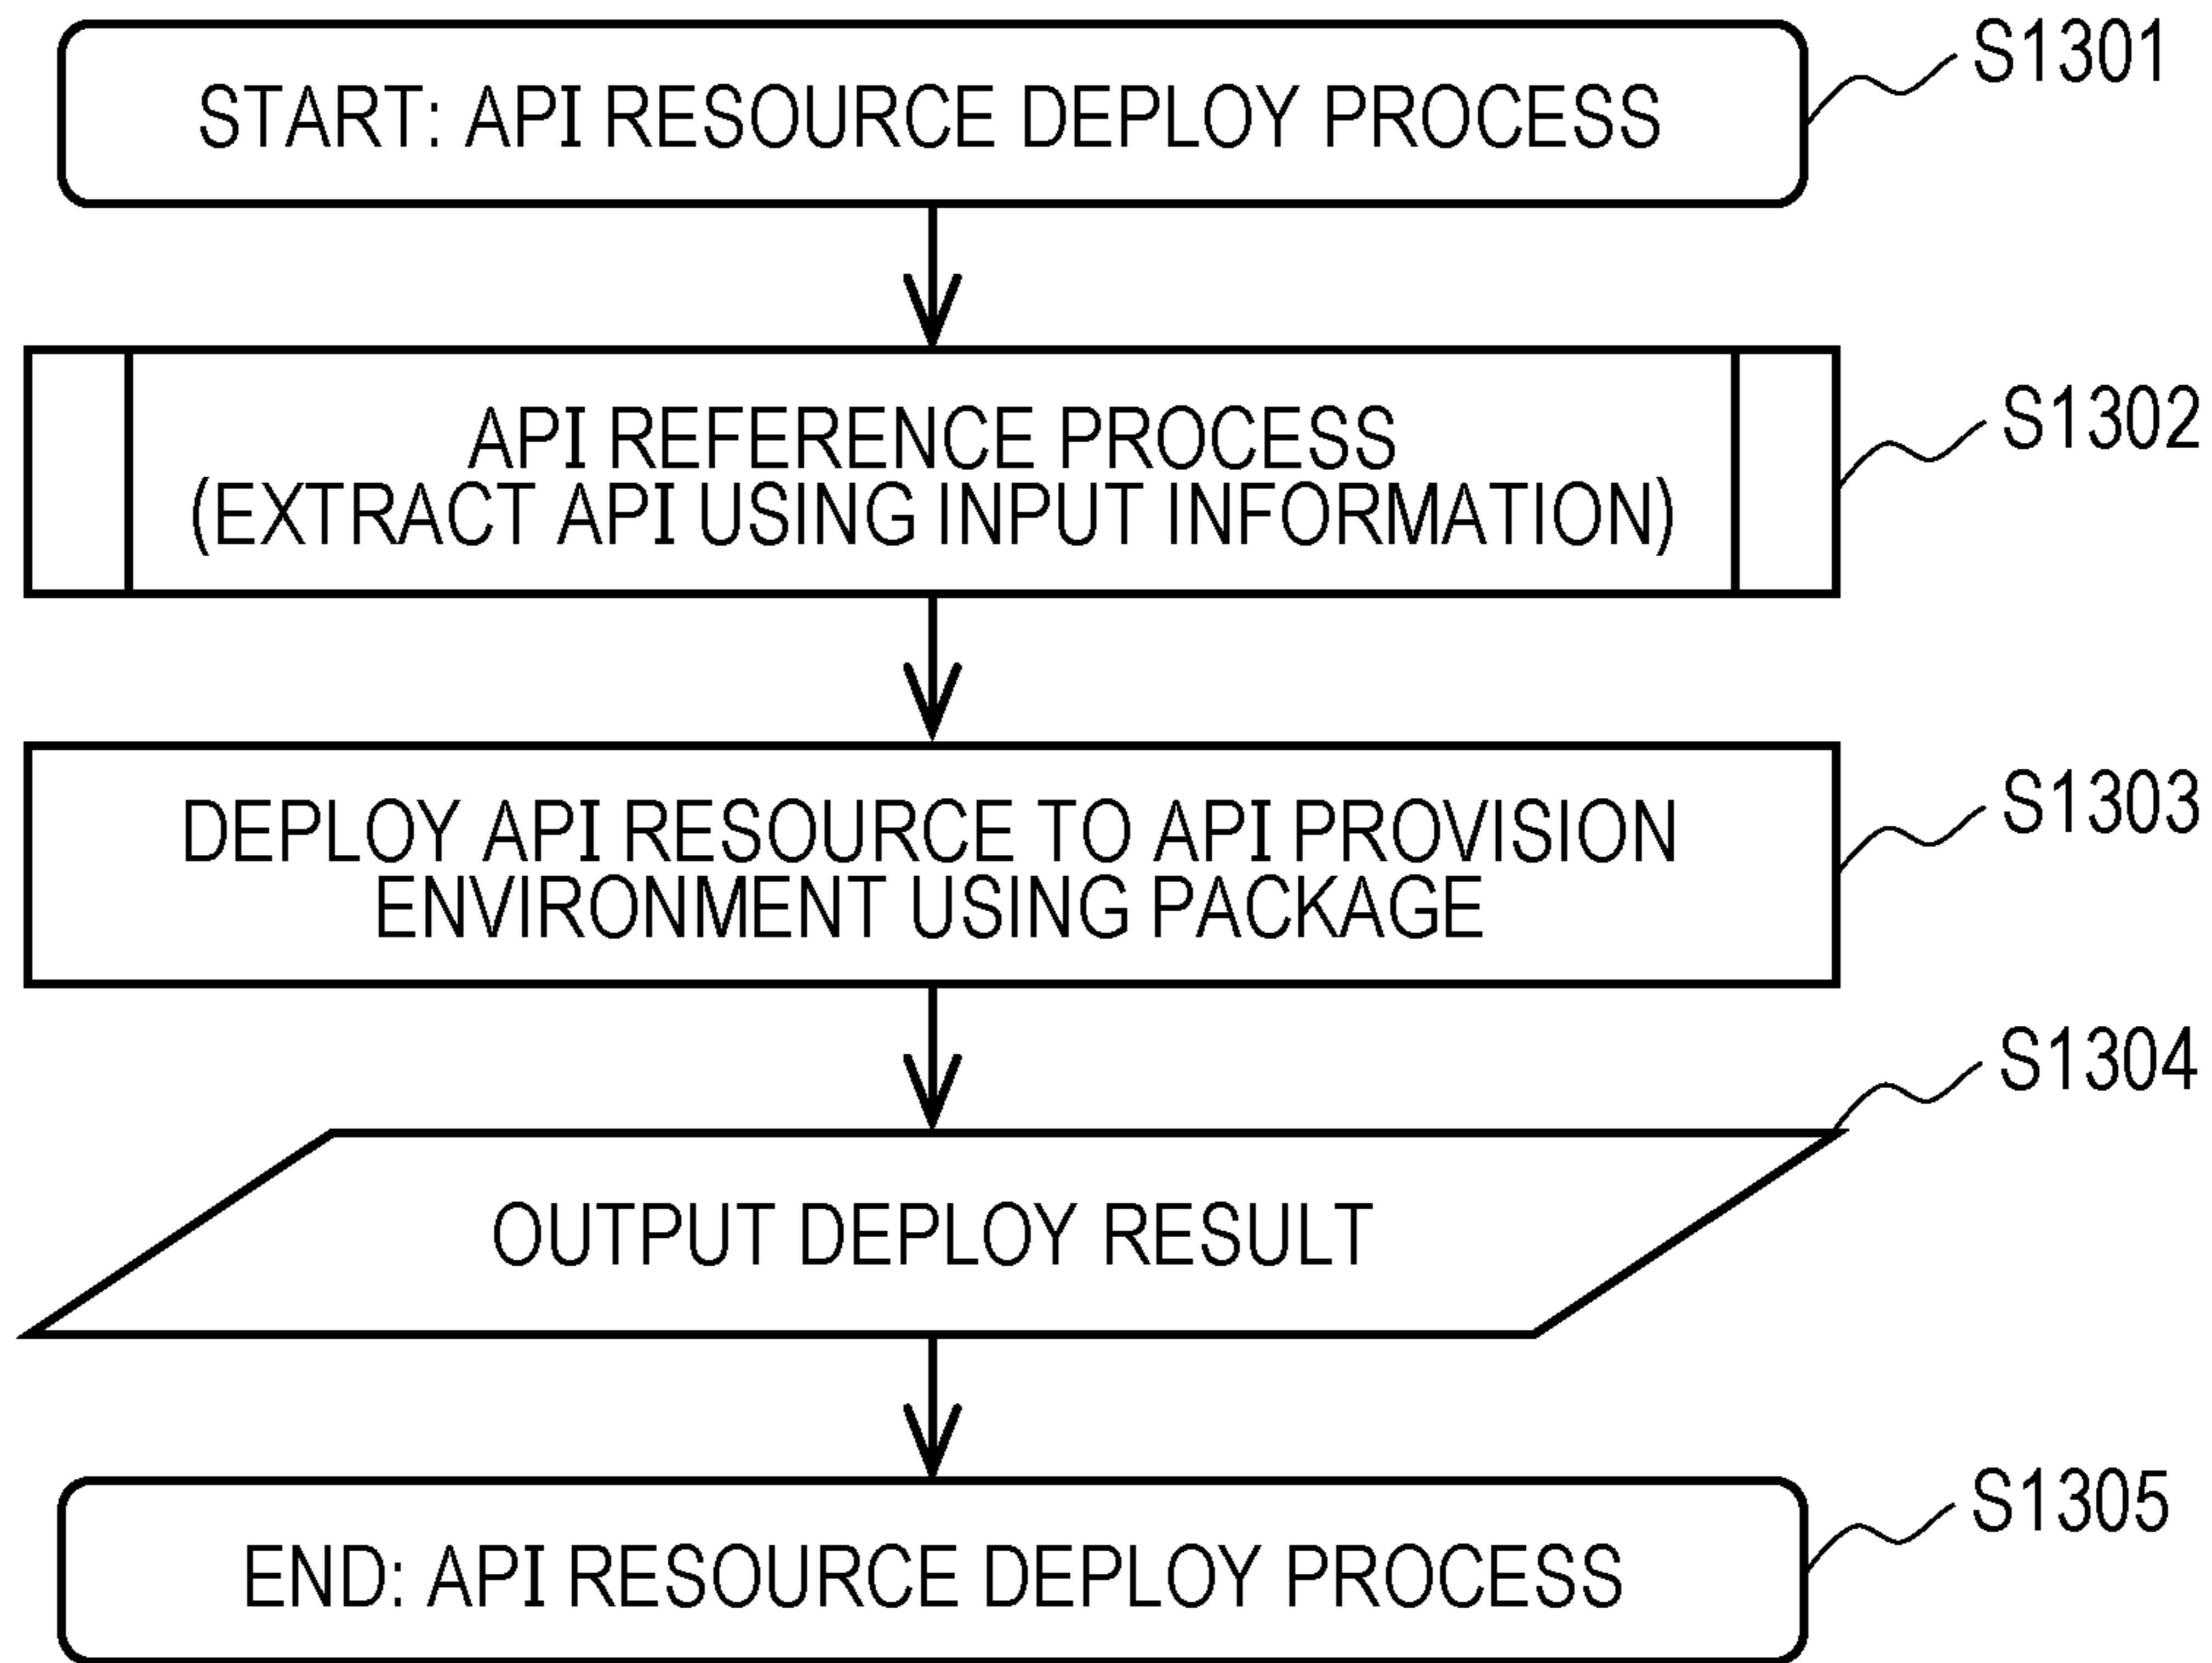 START: API RESOURCE DEPLOY PROCESS
S1301
API REFERENCE PROCESS
(EXTRACT API USING INPUT INFORMATION)
S1302
DEPLOY API RESOURCE TO API PROVISION
ENVIRONMENT USING PACKAGE
S1303
S1304
OUTPUT DEPLOY RESULT
S1305
END: API RESOURCE DEPLOY PROCESS